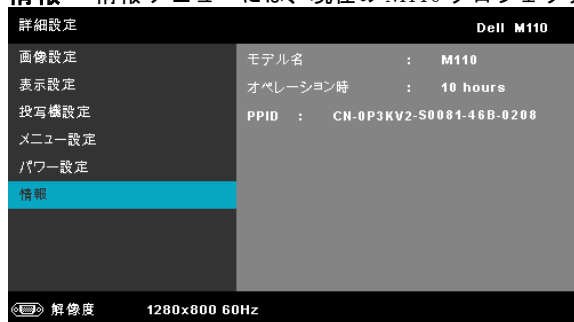 詳細設定 Dell M110
画像設定 モデル名 : M110
表示設定 オペレーション時 : 10 hours
投写機設定 PPID : CN-0P3KV2-S0081-46B-0208
メニュー設定
パワー設定
情報
解像度 1280x800 60Hz